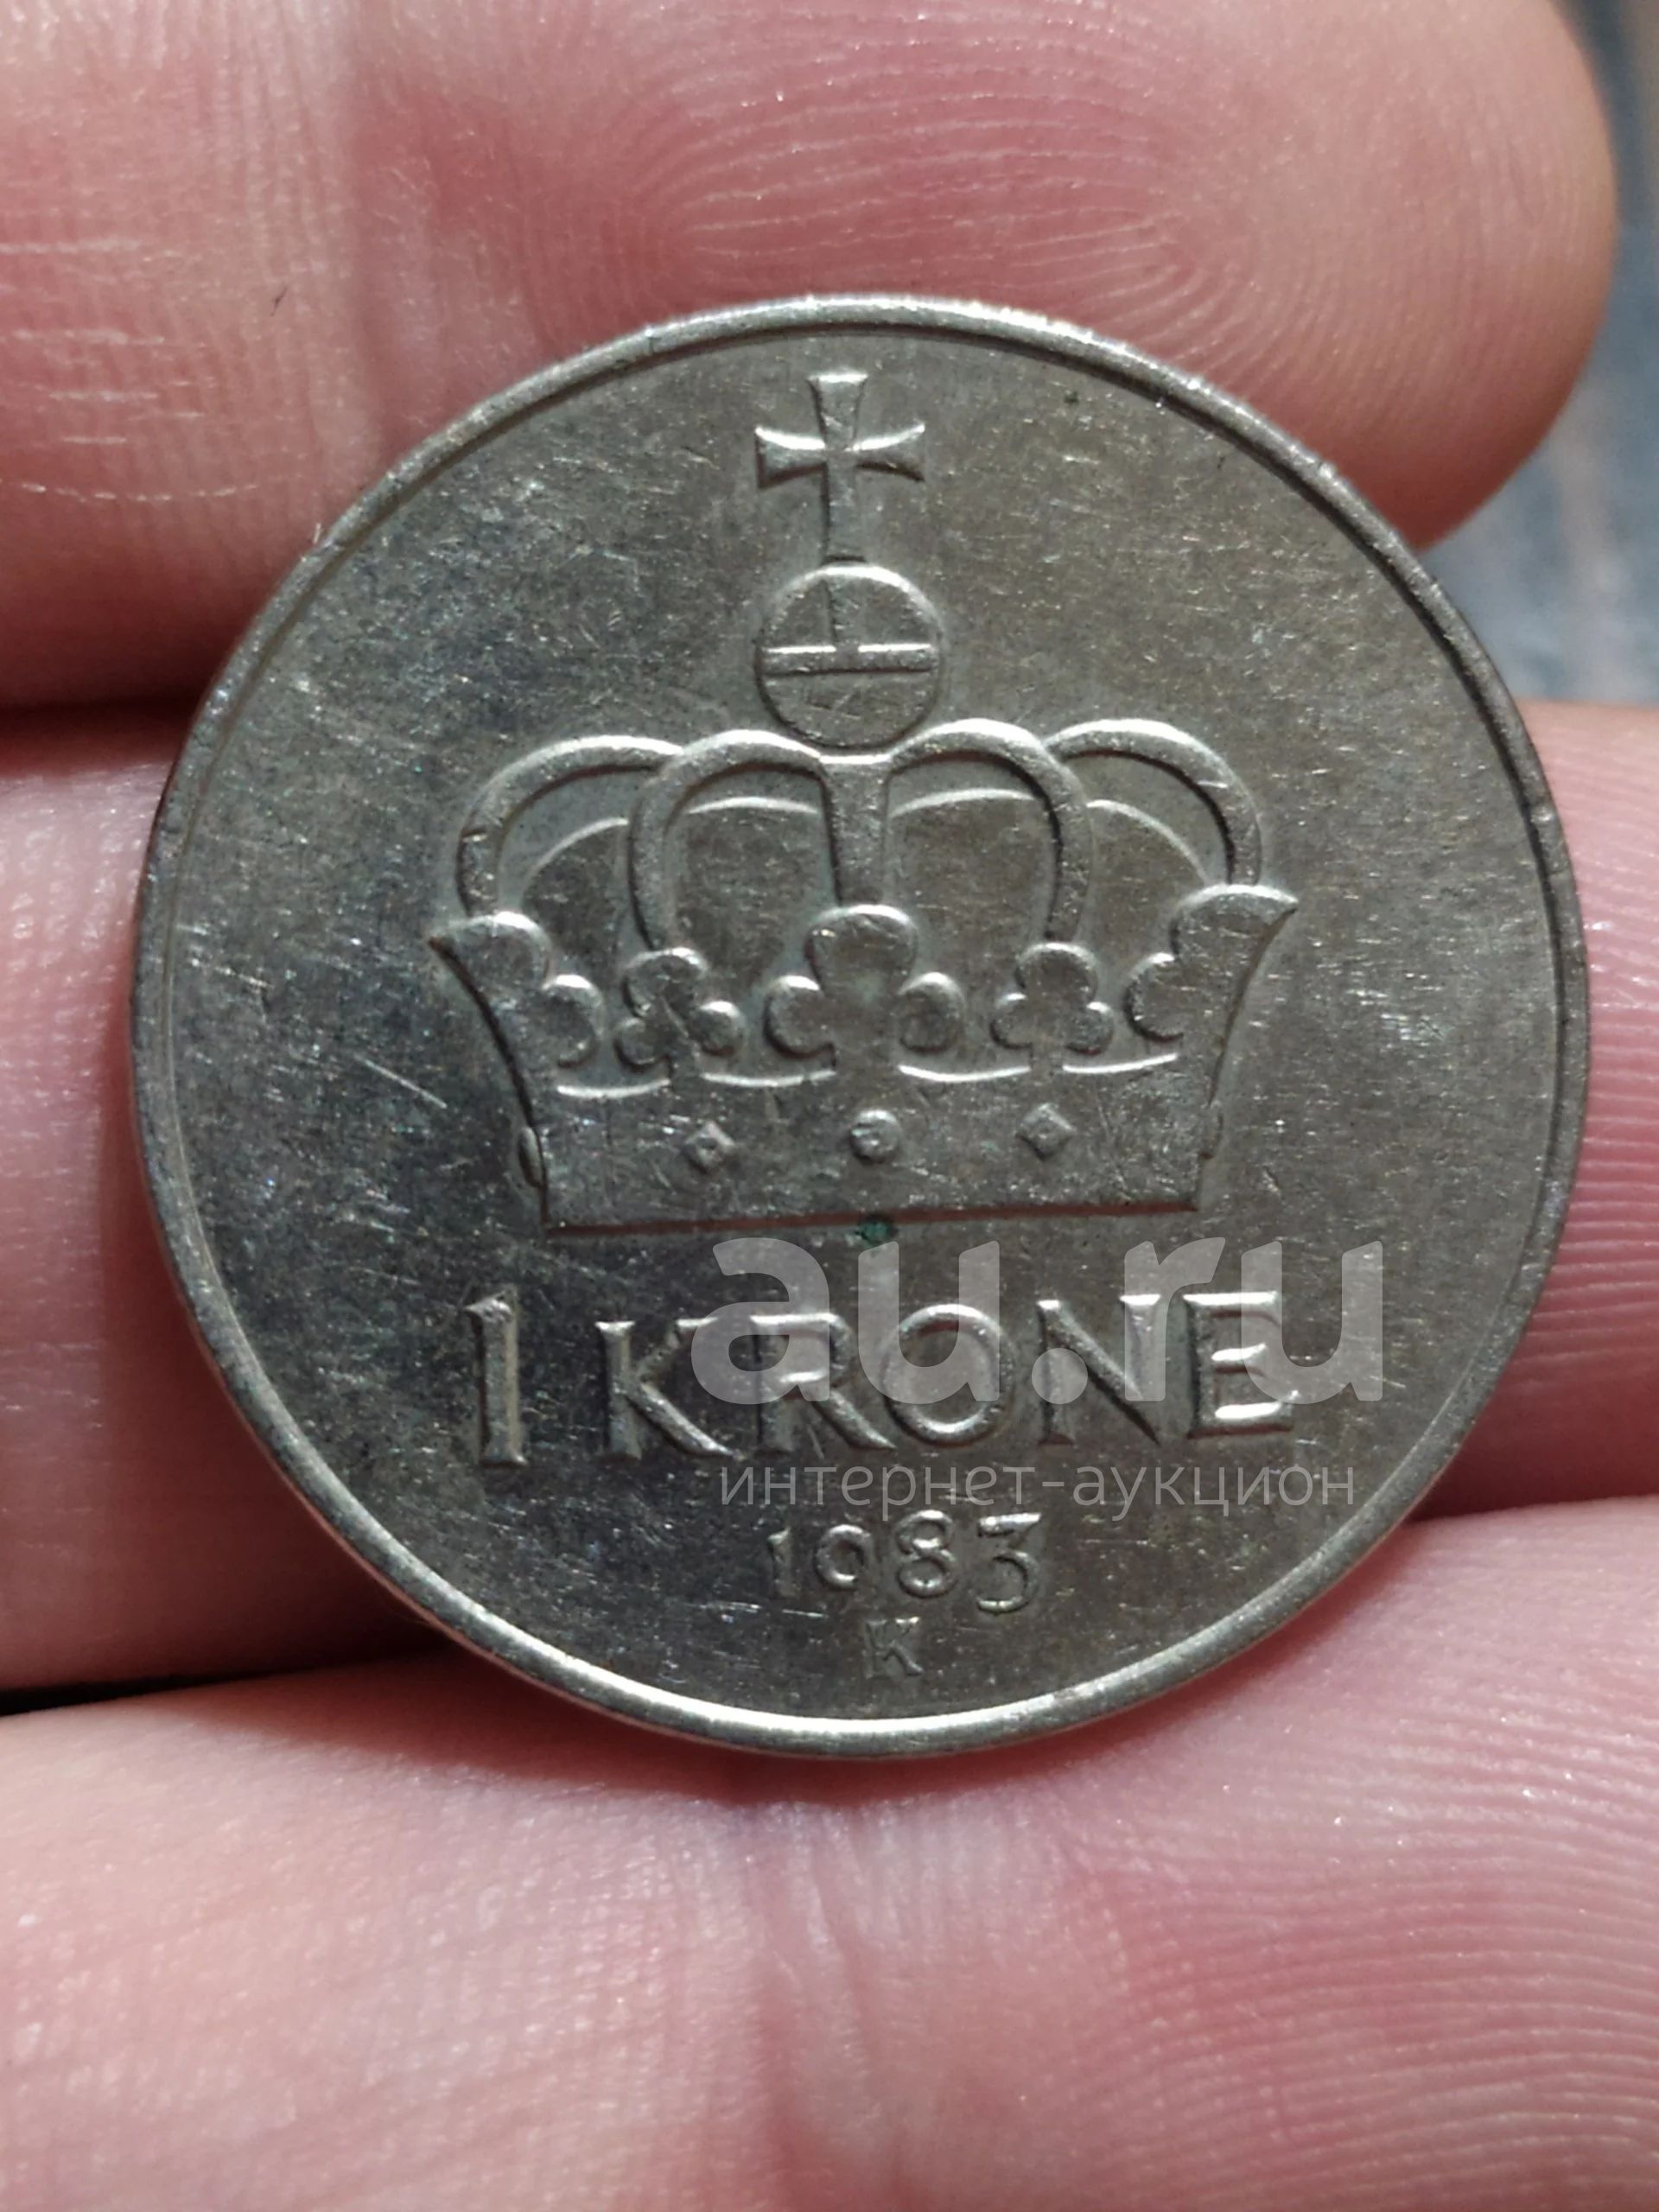 1 KRONE
au.ru
интернет-аукцион
1983
K